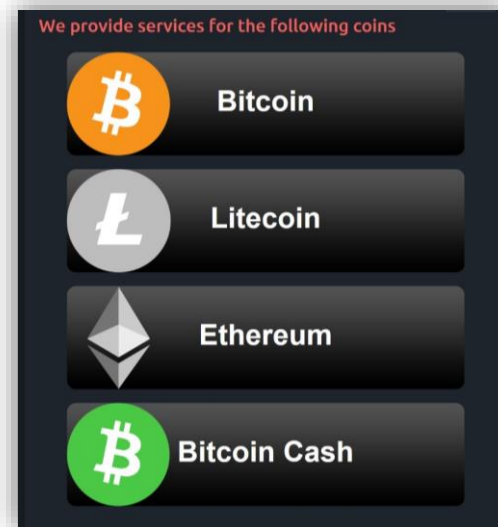 We provide services for the following coins
Bitcoin
Litecoin
Ethereum
Bitcoin Cash